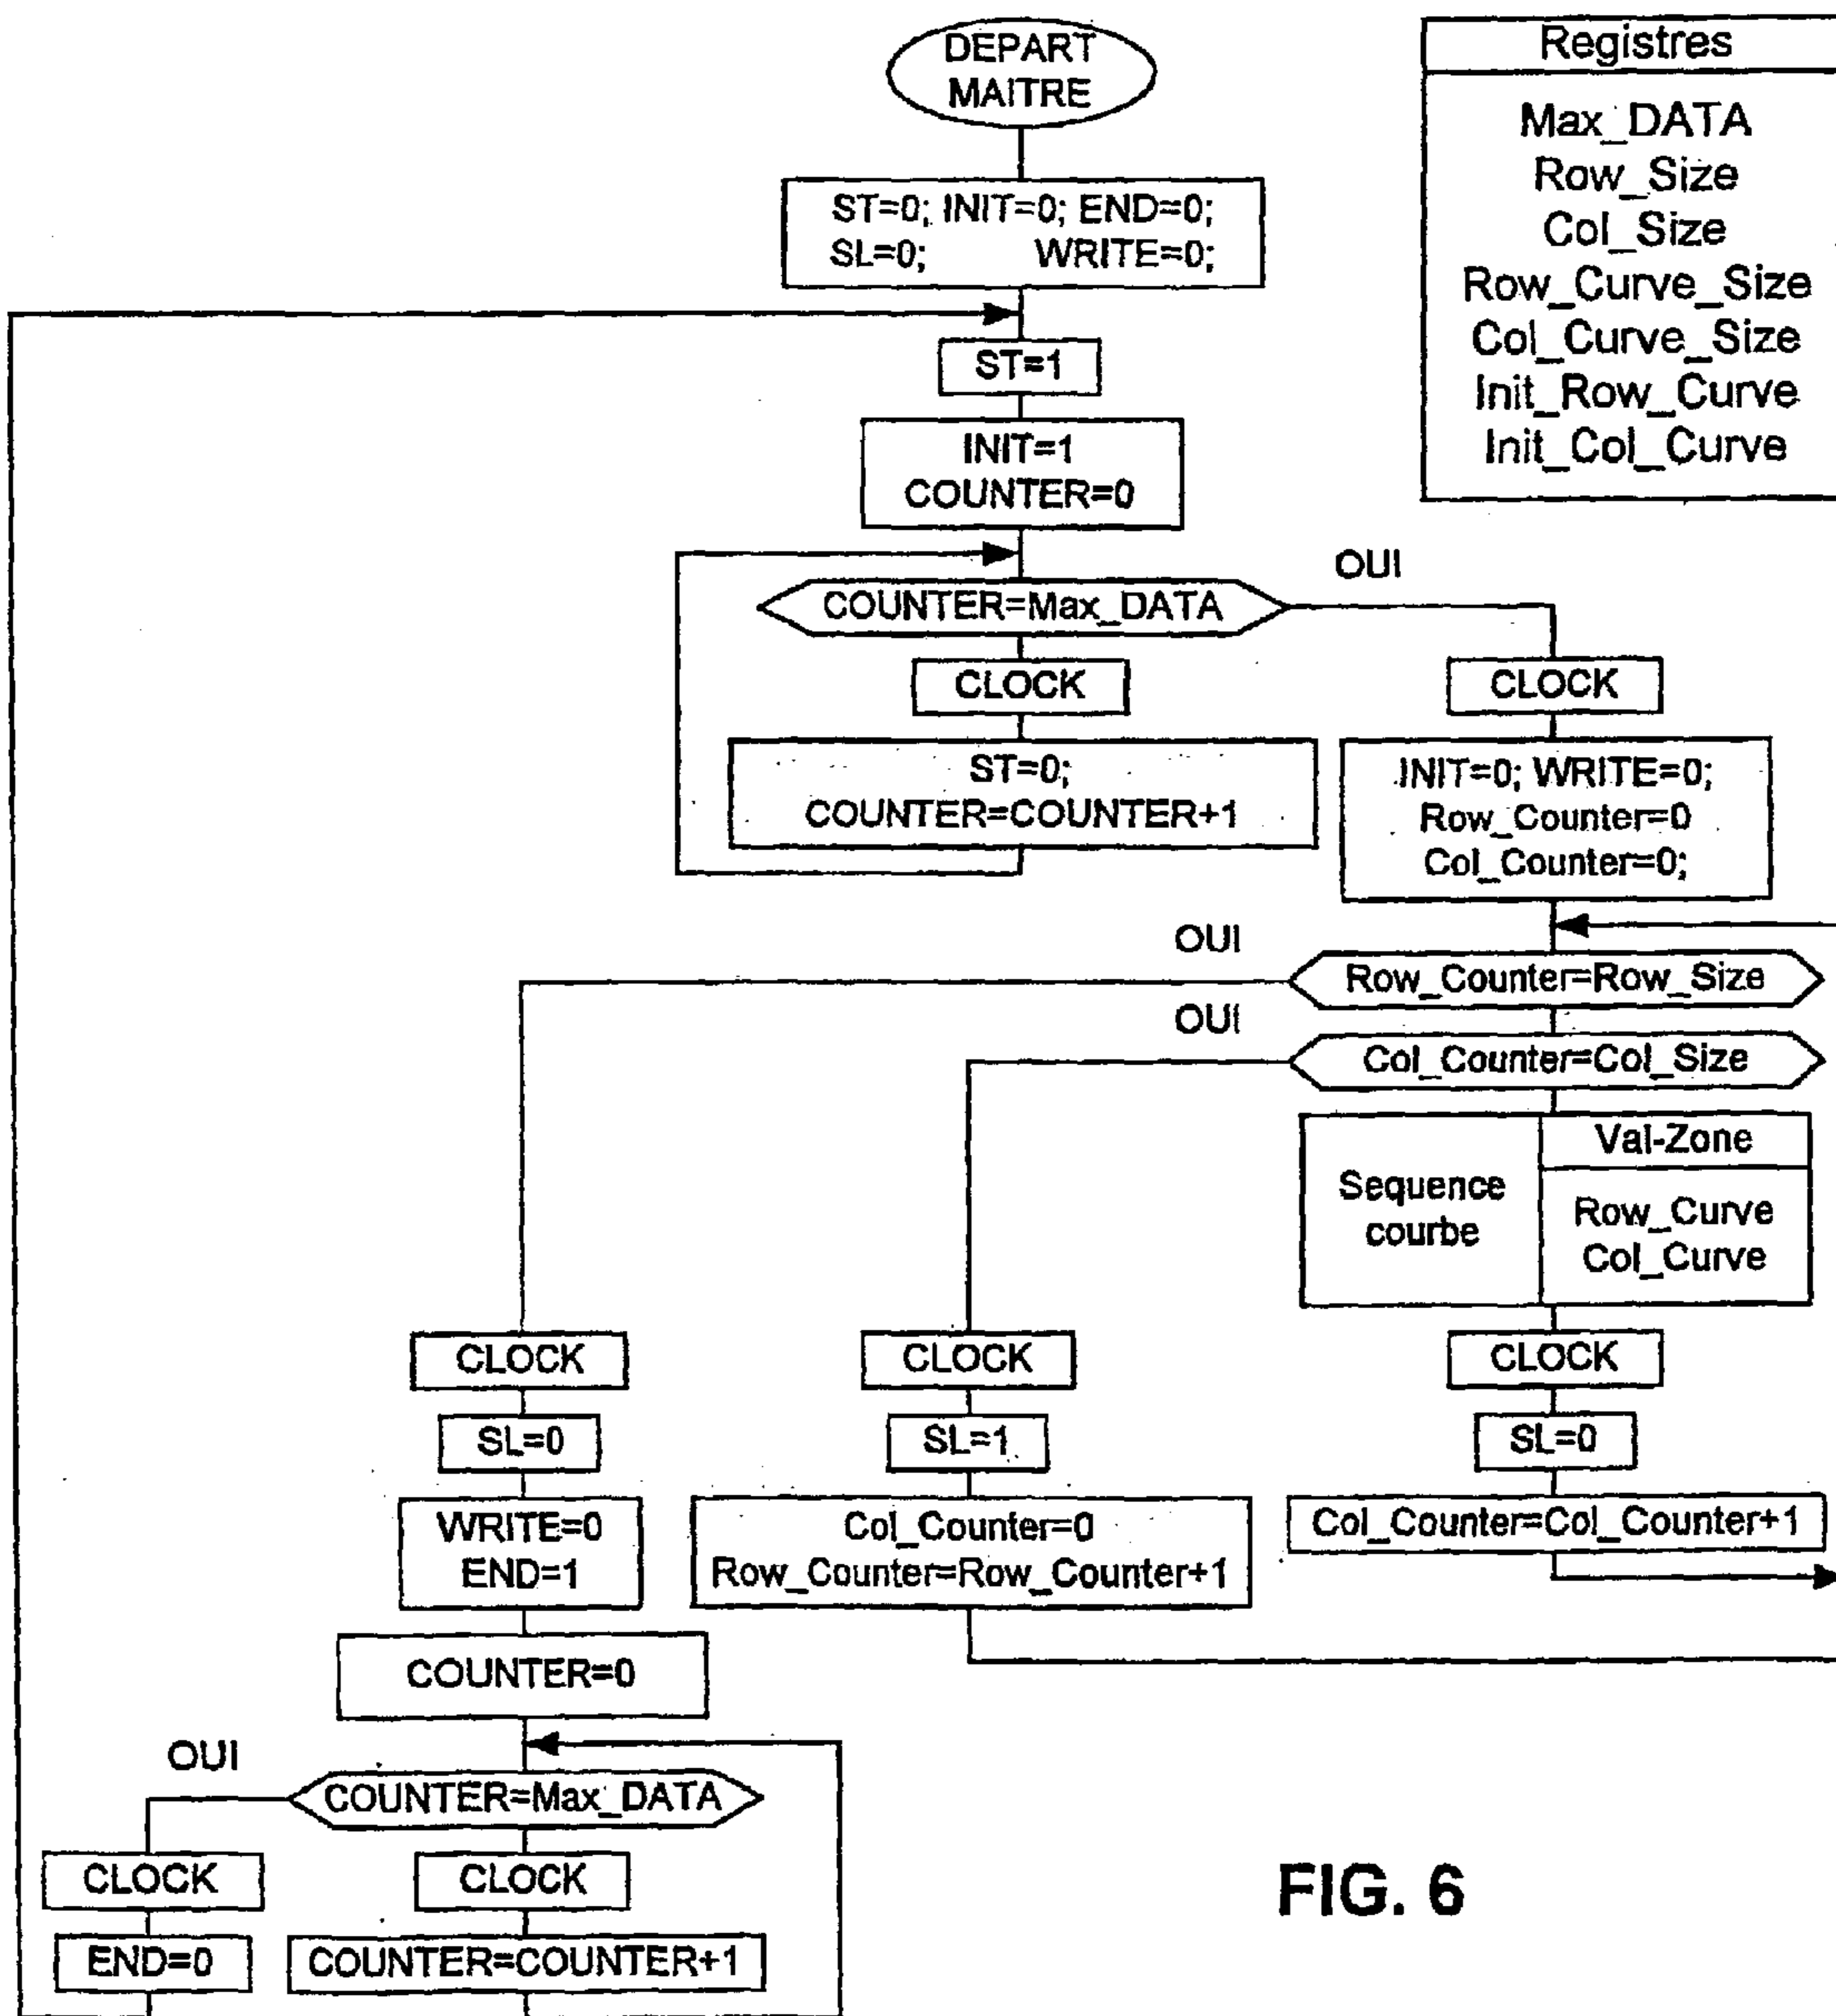 DEPART
MAITRE
ST=0; INIT=0; END=0;
SL=0; WRITE=0;
ST=1
INIT=1
COUNTER=0
Registres
Max_DATA
Row_Size
Col_Size
Row_Curve_Size
Col_Curve_Size
Init_Row_Curve
Init_Col_Curve
OUI
COUNTER=Max_DATA
CLOCK
ST=0;
COUNTER=COUNTER+1
CLOCK
INIT=0; WRITE=0;
Row_Counter=0
Col_Counter=0;
OUI
Row_Counter=Row_Size
OUI
Col_Counter=Col_Size
Sequence
courbe
Val-Zone
Row_Curve
Col_Curve
CLOCK
SL=0
WRITE=0
END=1
COUNTER=0
CLOCK
SL=1
Col_Counter=0
Row_Counter=Row_Counter+1
CLOCK
SL=0
Col_Counter=Col_Counter+1
OUI
COUNTER=Max_DATA
CLOCK
END=0
CLOCK
COUNTER=COUNTER+1
FIG. 6